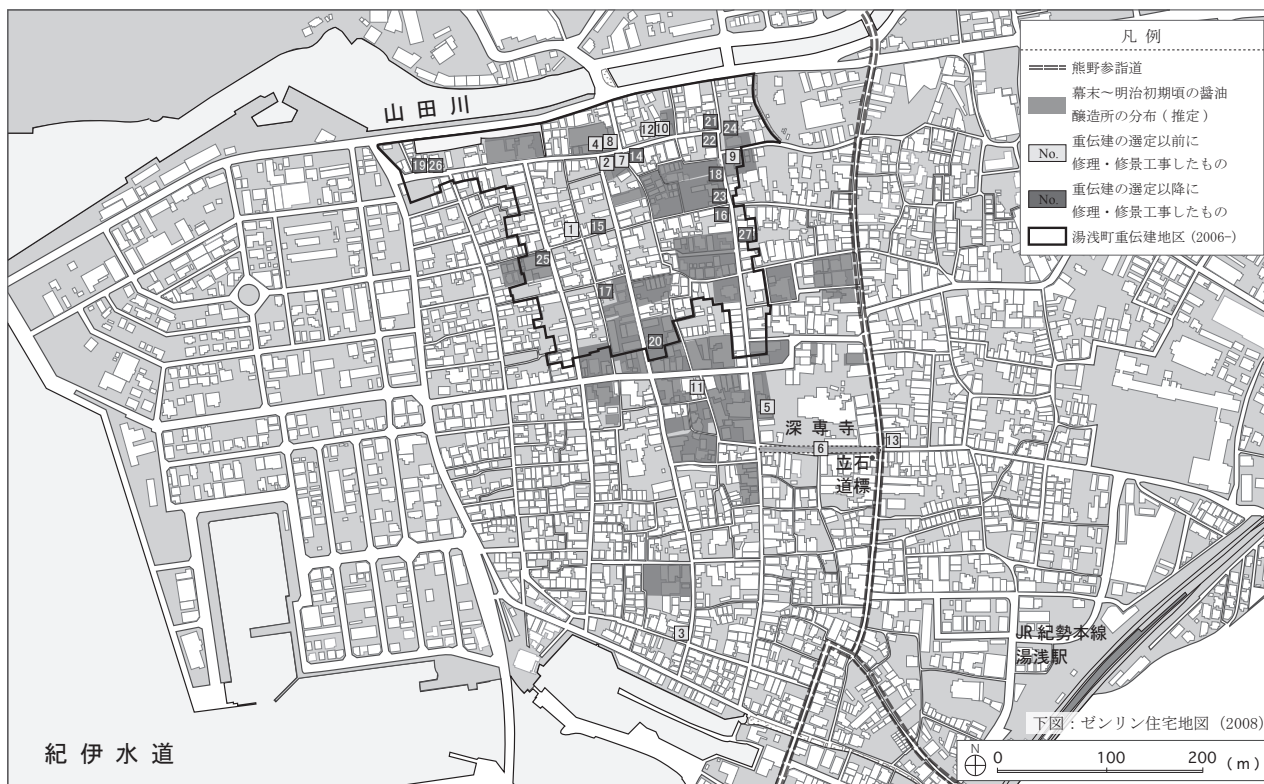 凡 例
熊野参詣道
幕末〜明治初期頃の醤油
醸造所の分布 ( 推定 )
No.
重伝建の選定以前に
修理・修景工事したもの
No.
重伝建の選定以降に
修理・修景工事したもの
湯浅町重伝建地区 (2006-)
山 田 川
12 10
21
24
4 8
22
2 7 14
9
19 26
18
23
16
1 15
27
25
17
20
11
5
深 専 寺
6
13
立石
道標
3
JR 紀勢本線
湯浅駅
紀 伊 水 道
下図 : ゼンリン住宅地図 (2008)
N
0 100 200 ( m )